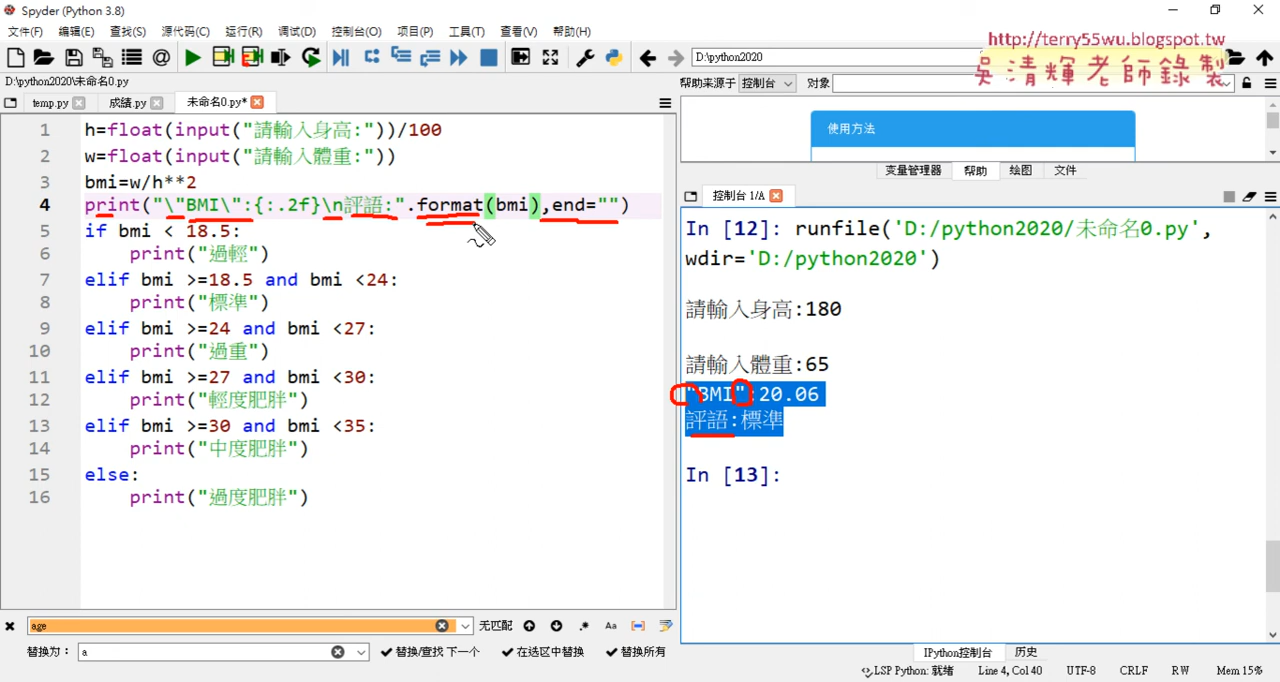 Spyder (Python 3.8)
文件(F) 编辑(E) 查找(S) 源代码(C) 运行(R) 调试(D) 控制台(O) 项目(P) 工具(T) 查看(V) 帮助(H)
http://terry55wu.blogspot.tw
吳清輝老師錄製
D:\python2020
D:\python2020\未命名0.py
帮助来源于 控制台 对象
temp.py 成績.py 未命名0.py*
使用方法
变量管理器 帮助 绘图 文件
控制台 1/A
1 h=float(input("請輸入身高:"))/100
2 w=float(input("請輸入體重:"))
3 bmi=w/h**2
4 print("\"BMI\":{:.2f}\n評語:".format(bmi),end="")
5 if bmi < 18.5:
6 print("過輕")
7 elif bmi >=18.5 and bmi <24:
8 print("標準")
9 elif bmi >=24 and bmi <27:
10 print("過重")
11 elif bmi >=27 and bmi <30:
12 print("輕度肥胖")
13 elif bmi >=30 and bmi <35:
14 print("中度肥胖")
15 else:
16 print("過度肥胖")
In [12]: runfile('D:/python2020/未命名0.py',
wdir='D:/python2020')
請輸入身高:180
請輸入體重:65
"BMI":20.06
評語:標準
In [13]:
age 无匹配 .* Aa
替换为: a 替换/查找 下一个 在选区中替换 替换所有
IPython控制台 历史
LSP Python: 就绪 Line 4, Col 40 UTF-8 CRLF RW Mem 15%